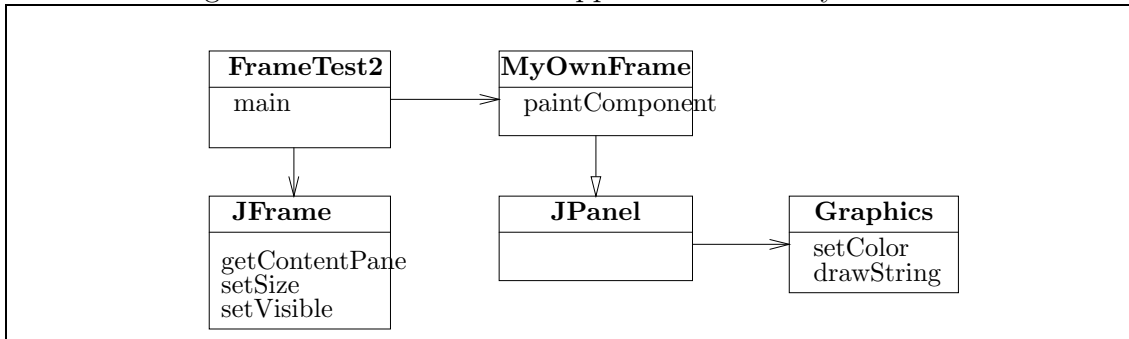 FrameTest2
main
MyOwnFrame
paintComponent
JFrame
getContentPane
setSize
setVisible
JPanel
Graphics
setColor
drawString